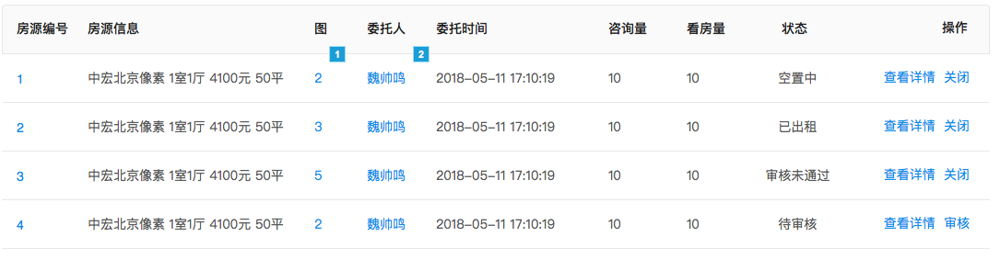 房源编号 房源信息 图 委托人 委托时间 咨询量 看房量 状态 操作
1 2
1 中宏北京像素 1室1厅 4100元 50平 2 魏帅鸣 2018-05-11 17:10:19 10 10 空置中 查看详情 关闭
2 中宏北京像素 1室1厅 4100元 50平 3 魏帅鸣 2018-05-11 17:10:19 10 10 已出租 查看详情 关闭
3 中宏北京像素 1室1厅 4100元 50平 5 魏帅鸣 2018-05-11 17:10:19 10 10 审核未通过 查看详情 关闭
4 中宏北京像素 1室1厅 4100元 50平 2 魏帅鸣 2018-05-11 17:10:19 10 10 待审核 查看详情 审核